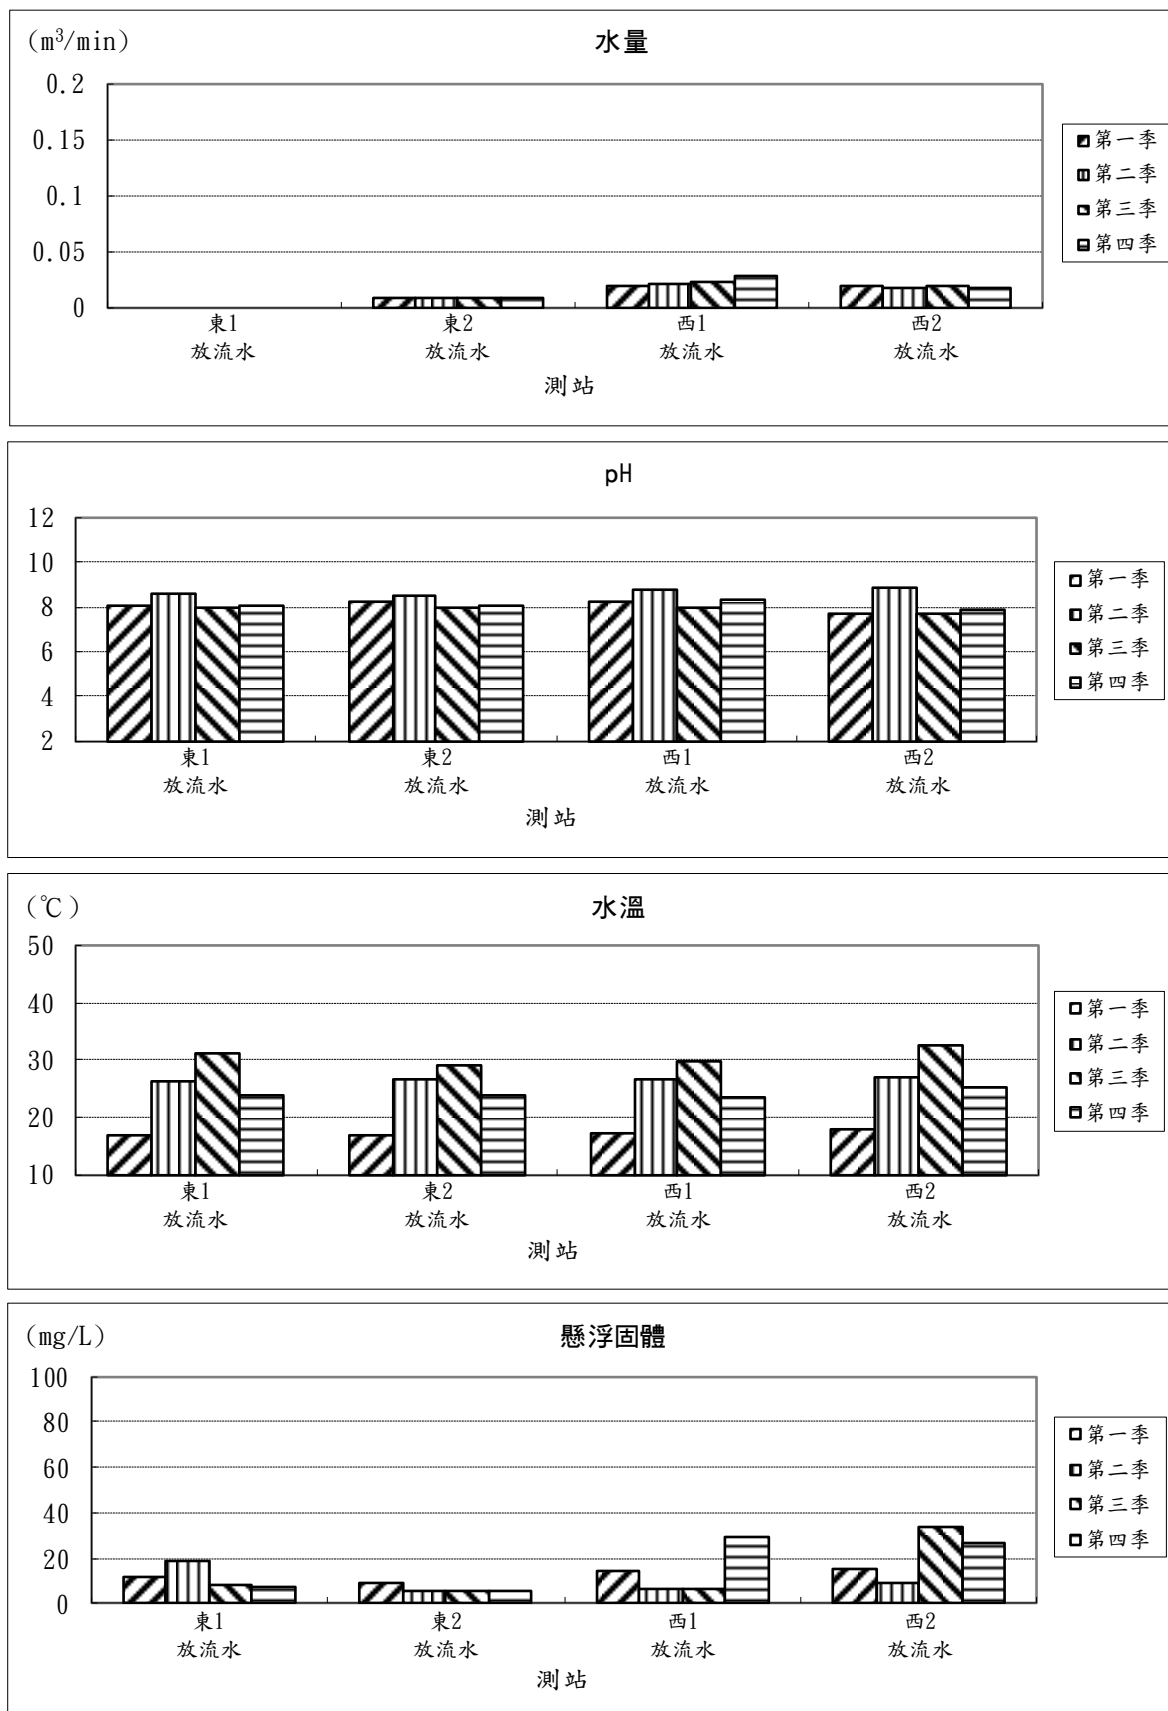 (m³/min)
水量
0.2
0.15
0.1
0.05
0
東1 東2 西1 西2
放流水 放流水 放流水 放流水
測站
第一季
第二季
第三季
第四季
pH
12
10
8
6
4
2
東1 東2 西1 西2
放流水 放流水 放流水 放流水
測站
第一季
第二季
第三季
第四季
(℃)
水溫
50
40
30
20
10
東1 東2 西1 西2
放流水 放流水 放流水 放流水
測站
第一季
第二季
第三季
第四季
(mg/L)
懸浮固體
100
80
60
40
20
0
東1 東2 西1 西2
放流水 放流水 放流水 放流水
測站
第一季
第二季
第三季
第四季